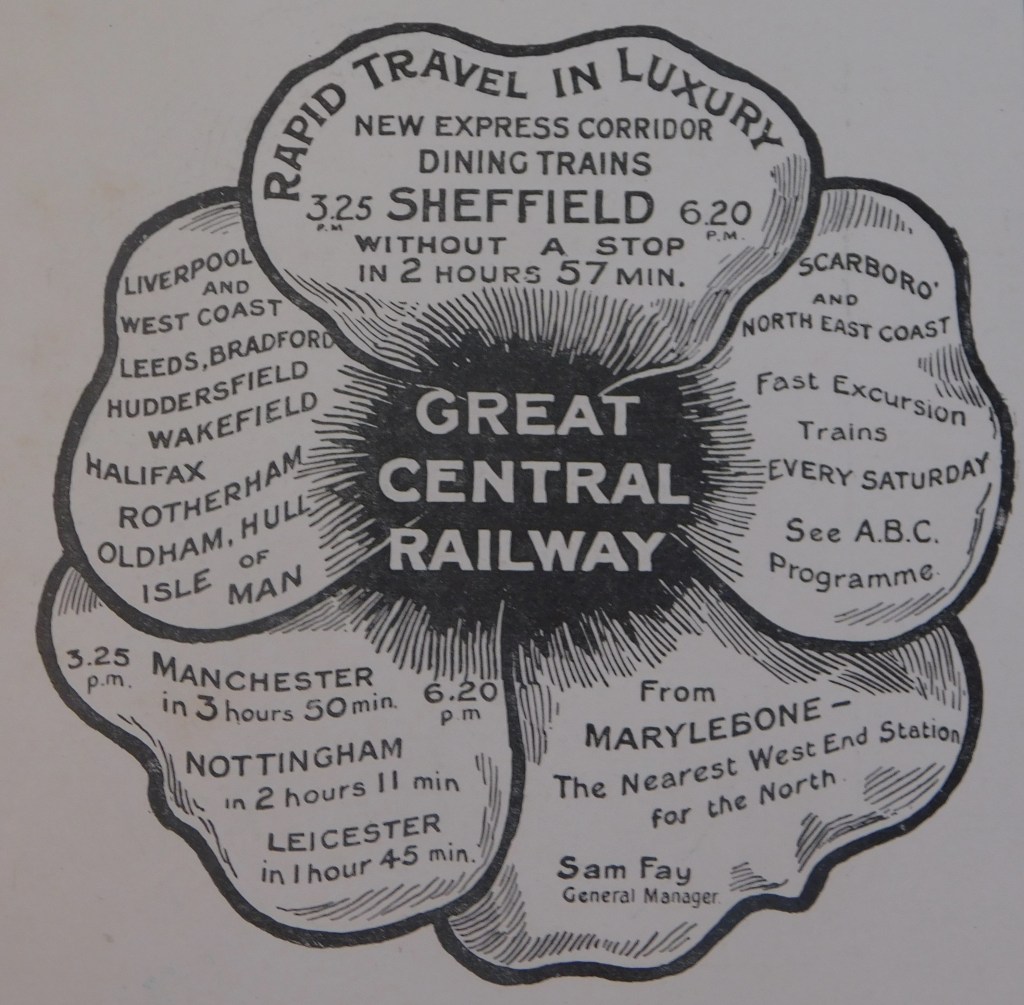 RAPID TRAVEL IN LUXURY
NEW EXPRESS CORRIDOR
DINING TRAINS
3.25 P.M SHEFFIELD 6.20 P.M.
WITHOUT A STOP
IN 2 HOURS 57 MIN.
LIVERPOOL
AND
WEST COAST
LEEDS, BRADFORD
HUDDERSFIELD
WAKEFIELD
HALIFAX
ROTHERHAM
OLDHAM, HULL
ISLE OF MAN
GREAT
CENTRAL
RAILWAY
SCARBORO'
AND
NORTH EAST COAST
Fast Excursion
Trains
EVERY SATURDAY
See A.B.C.
Programme.
3.25 p.m. MANCHESTER 6.20 p.m
in 3 hours 50 min.
NOTTINGHAM
in 2 hours 11 min
LEICESTER
in 1 hour 45 min.
From
MARYLEBONE –
The Nearest West End Station
for the North.
Sam Fay
General Manager.